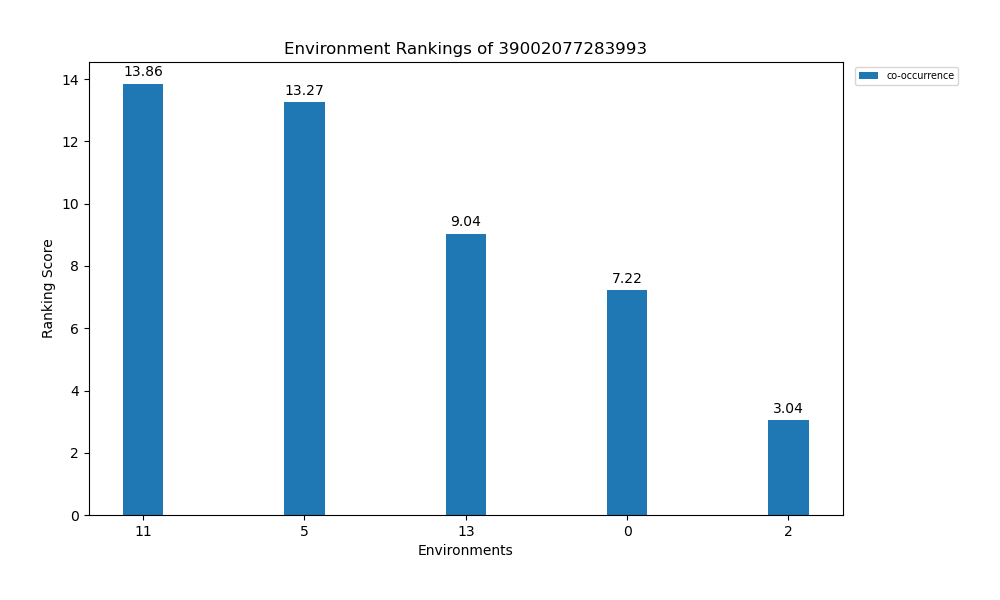 Environment Rankings of 39002077283993
co-occurrence
13.86
13.27
9.04
7.22
3.04
14
12
10
8
6
4
2
0
Ranking Score
11 5 13 0 2
Environments